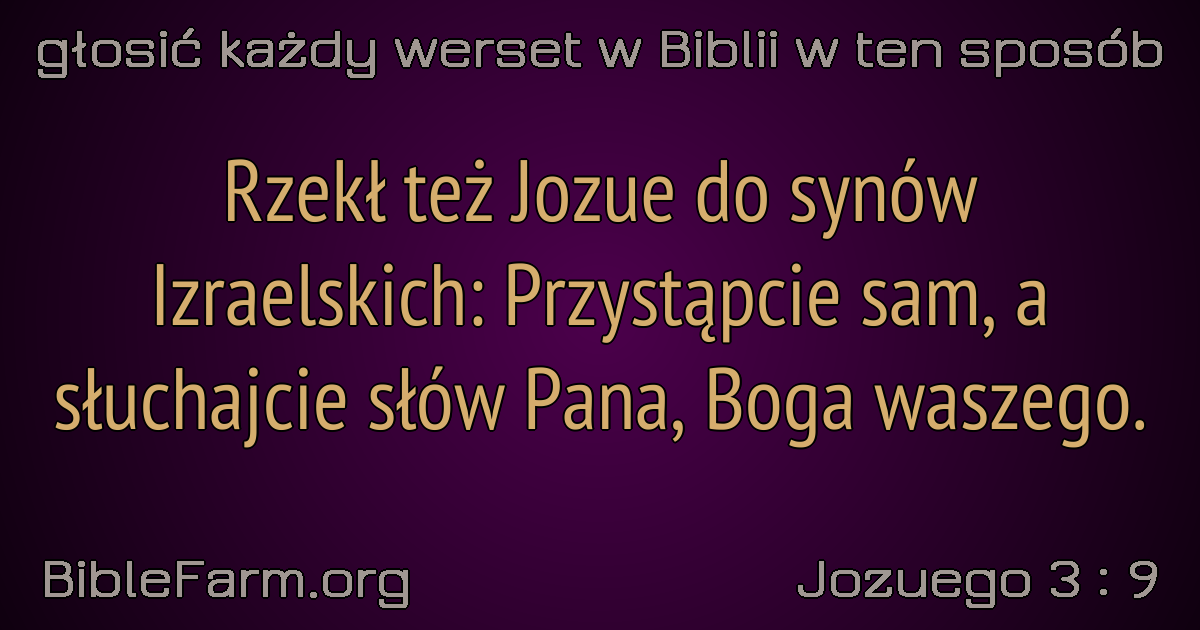 głosić każdy werset w Biblii w ten sposób
Rzekł też Jozue do synów
Izraelskich: Przystąpcie sam, a
słuchajcie słów Pana, Boga waszego.
BibleFarm.org
Jozuego 3 : 9